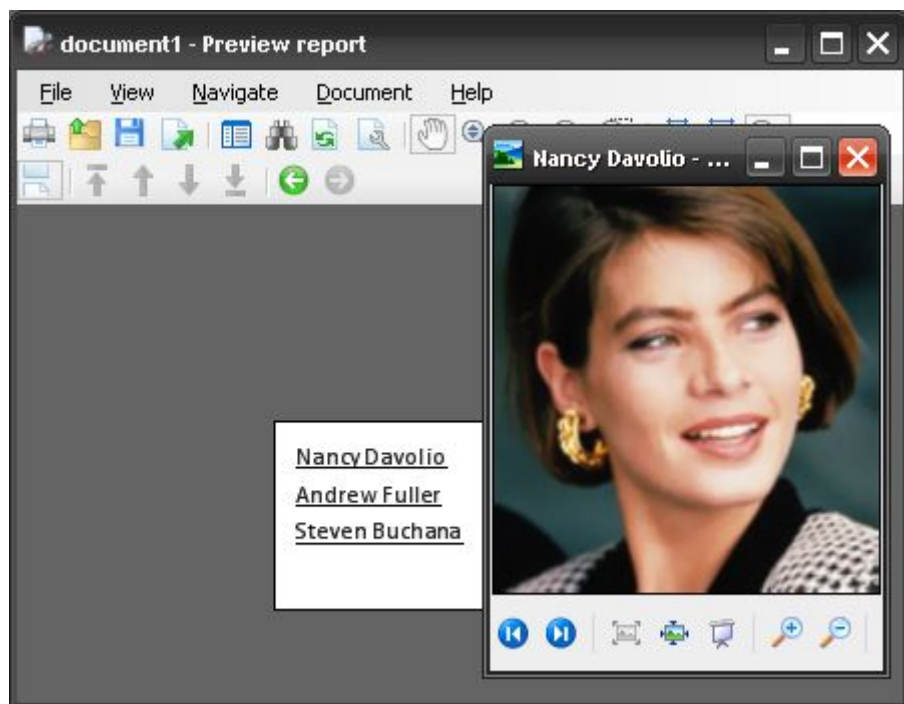 document1 - Preview report
File View Navigate Document Help
Nancy Davolio - ...
Nancy Davolio
Andrew Fuller
Steven Buchana